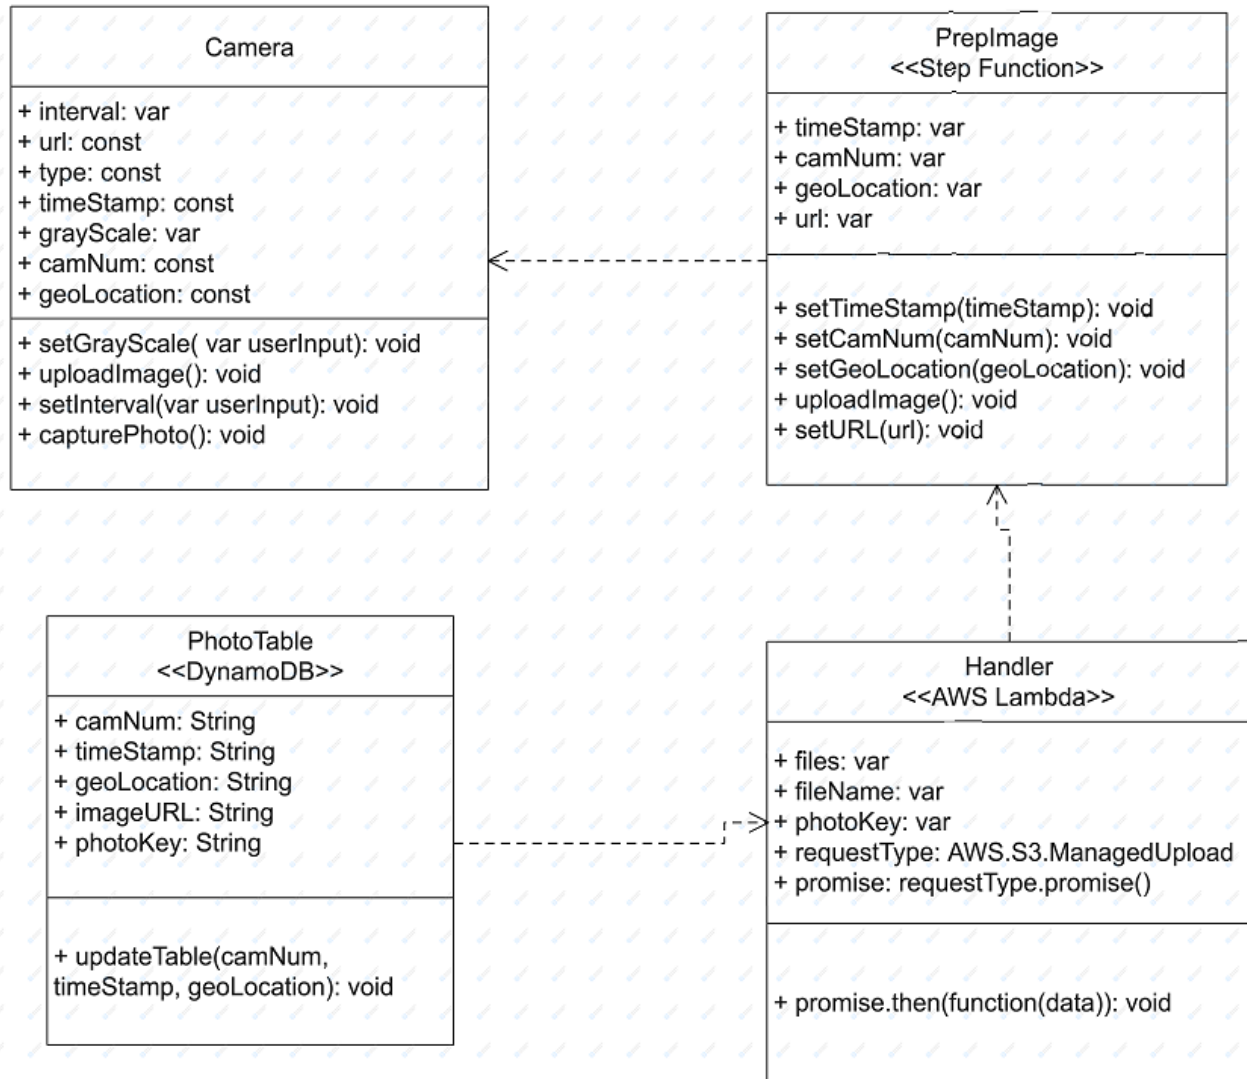 Camera
+ interval: var
+ url: const
+ type: const
+ timeStamp: const
+ grayScale: var
+ camNum: const
+ geoLocation: const
+ setGrayScale( var userInput): void
+ uploadImage(): void
+ setInterval(var userInput): void
+ capturePhoto(): void
PrepImage
<<Step Function>>
+ timeStamp: var
+ camNum: var
+ geoLocation: var
+ url: var
+ setTimeStamp(timeStamp): void
+ setCamNum(camNum): void
+ setGeoLocation(geoLocation): void
+ uploadImage(): void
+ setURL(url): void
PhotoTable
<<DynamoDB>>
+ camNum: String
+ timeStamp: String
+ geoLocation: String
+ imageURL: String
+ photoKey: String
+ updateTable(camNum,
timeStamp, geoLocation): void
Handler
<<AWS Lambda>>
+ files: var
+ fileName: var
+ photoKey: var
+ requestType: AWS.S3.ManagedUpload
+ promise: requestType.promise()
+ promise.then(function(data)): void